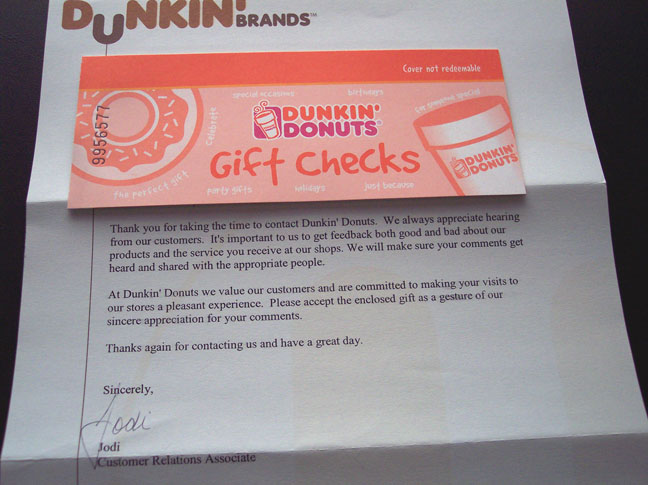 DUNKIN' BRANDS™
Cover not redeemable
special occasions
birthdays
for someone special
Celebrate
9956577
DUNKIN'
DONUTS
DUNKIN'
DONUTS
Gift Checks
the perfect gift
party gifts
holidays
just because
Thank you for taking the time to contact Dunkin' Donuts. We always appreciate hearing
from our customers. It's important to us to get feedback both good and bad about our
products and the service you receive at our shops. We will make sure your comments get
heard and shared with the appropriate people.
At Dunkin' Donuts we value our customers and are committed to making your visits to
our stores a pleasant experience. Please accept the enclosed gift as a gesture of our
sincere appreciation for your comments.
Thanks again for contacting us and have a great day.
Sincerely,
Jodi
Jodi
Customer Relations Associate